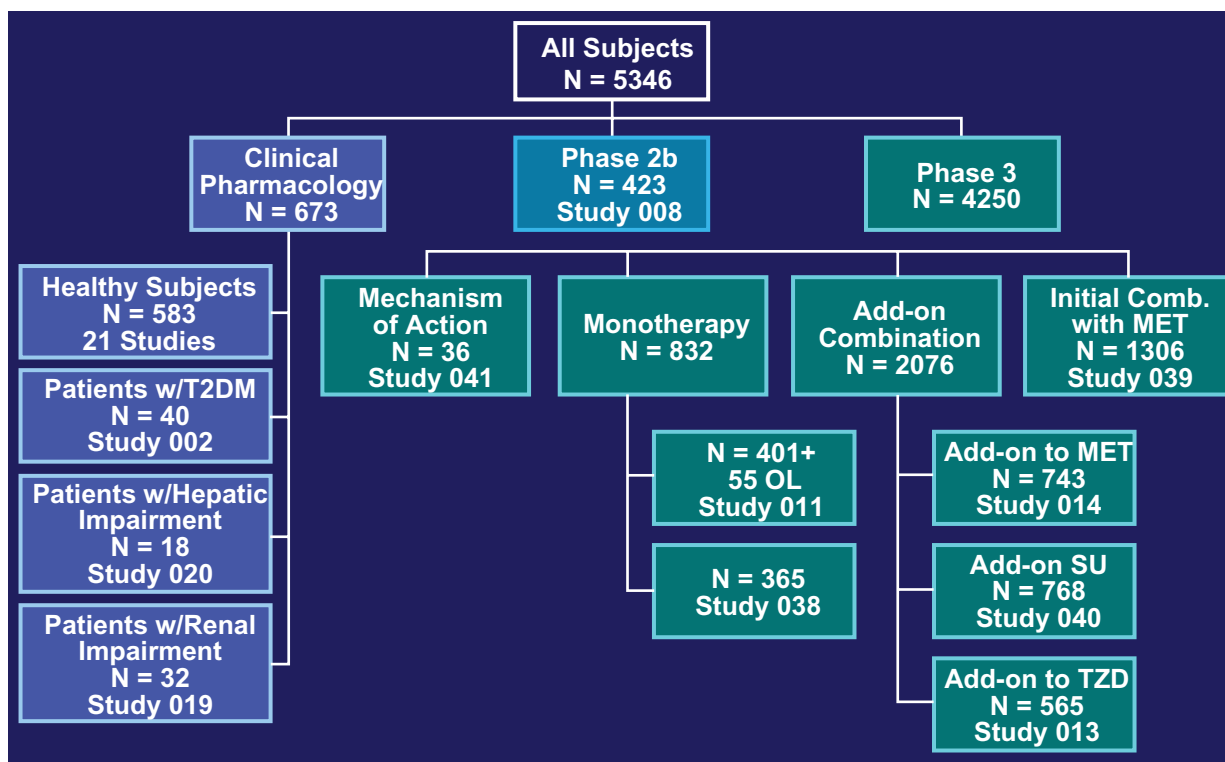 All Subjects
N = 5346
Clinical
Pharmacology
N = 673
Phase 2b
N = 423
Study 008
Phase 3
N = 4250
Healthy Subjects
N = 583
21 Studies
Patients w/T2DM
N = 40
Study 002
Patients w/Hepatic
Impairment
N = 18
Study 020
Patients w/Renal
Impairment
N = 32
Study 019
Mechanism
of Action
N = 36
Study 041
Monotherapy
N = 832
N = 401+
55 OL
Study 011
N = 365
Study 038
Add-on
Combination
N = 2076
Add-on to MET
N = 743
Study 014
Add-on SU
N = 768
Study 040
Add-on to TZD
N = 565
Study 013
Initial Comb.
with MET
N = 1306
Study 039